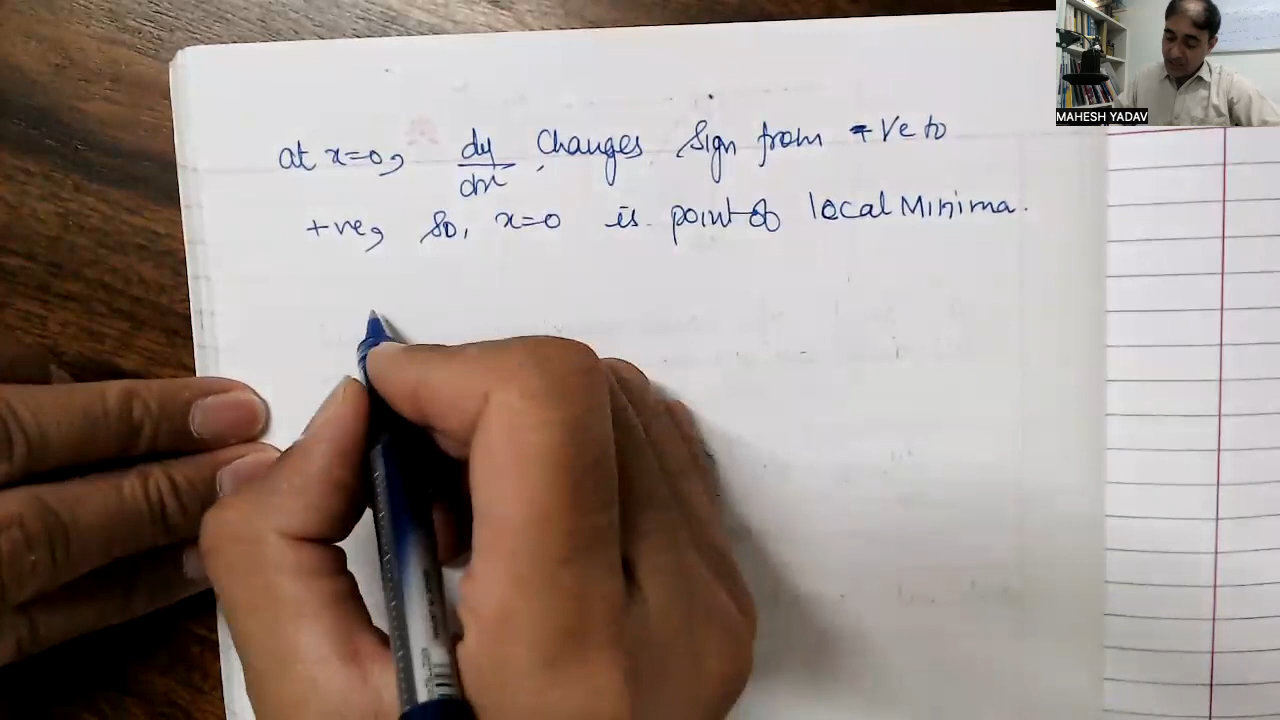 at x=0, dy/dx changes sign from -ve to
+ve, so, x=0 is point of local Minima.
MAHESH YADAV